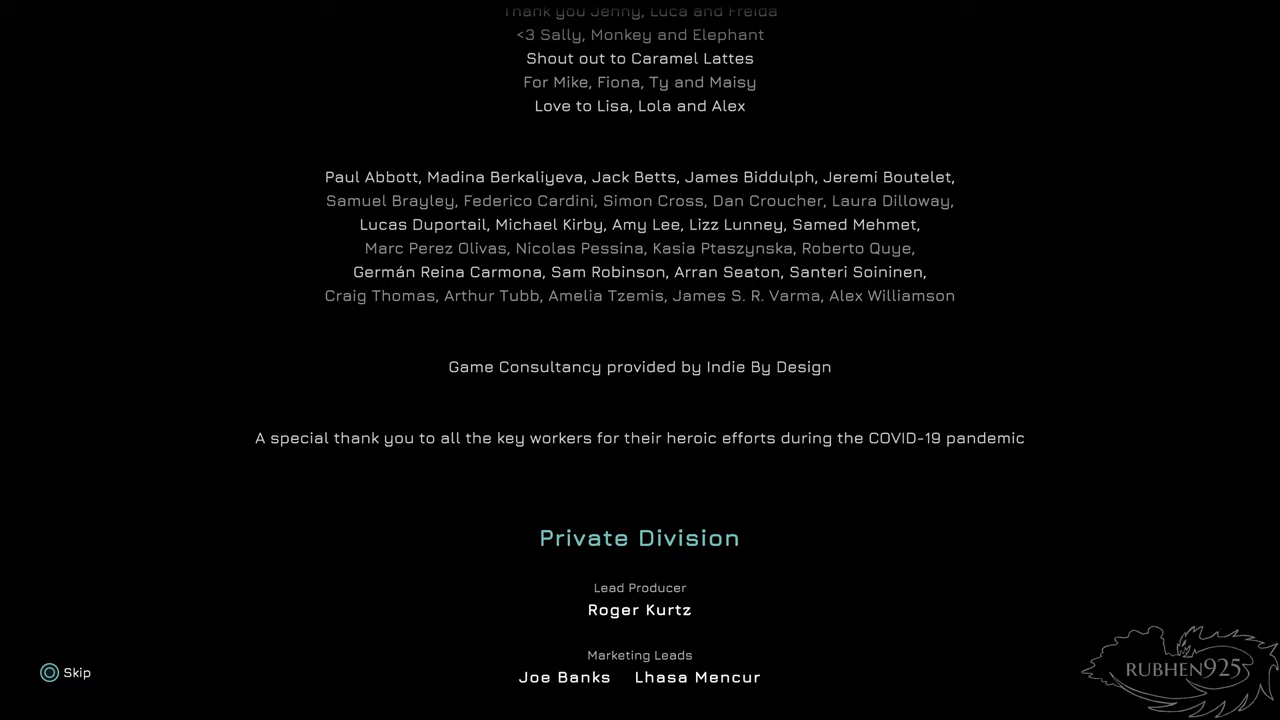 Thank you Jenny, Luca and Freida
<3 Sally, Monkey and Elephant
Shout out to Caramel Lattes
For Mike, Fiona, Ty and Maisy
Love to Lisa, Lola and Alex
Paul Abbott, Madina Berkaliyeva, Jack Betts, James Biddulph, Jeremi Boutelet,
Samuel Brayley, Federico Cardini, Simon Cross, Dan Croucher, Laura Dilloway,
Lucas Duportail, Michael Kirby, Amy Lee, Lizz Lunney, Samed Mehmet,
Marc Perez Olivas, Nicolas Pessina, Kasia Ptaszynska, Roberto Quye,
Germán Reina Carmona, Sam Robinson, Arran Seaton, Santeri Soininen,
Craig Thomas, Arthur Tubb, Amelia Tzemis, James S. R. Varma, Alex Williamson
Game Consultancy provided by Indie By Design
A special thank you to all the key workers for their heroic efforts during the COVID-19 pandemic
Private Division
Lead Producer
Roger Kurtz
Marketing Leads
Joe Banks Lhasa Mencur
Skip
RUBHEN925